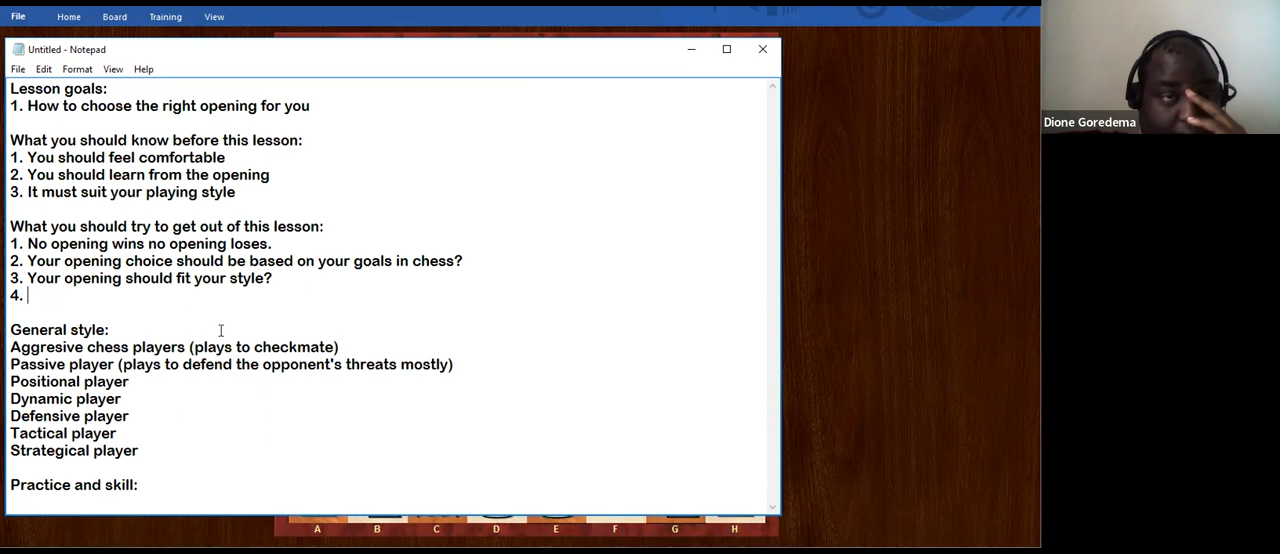 File Home Board Training View
Untitled - Notepad
File Edit Format View Help
Lesson goals:
1. How to choose the right opening for you
What you should know before this lesson:
1. You should feel comfortable
2. You should learn from the opening
3. It must suit your playing style
What you should try to get out of this lesson:
1. No opening wins no opening loses.
2. Your opening choice should be based on your goals in chess?
3. Your opening should fit your style?
4.
General style:
Aggresive chess players (plays to checkmate)
Passive player (plays to defend the opponent's threats mostly)
Positional player
Dynamic player
Defensive player
Tactical player
Strategical player
Practice and skill:
A B C D E F G H
Dione Goredema